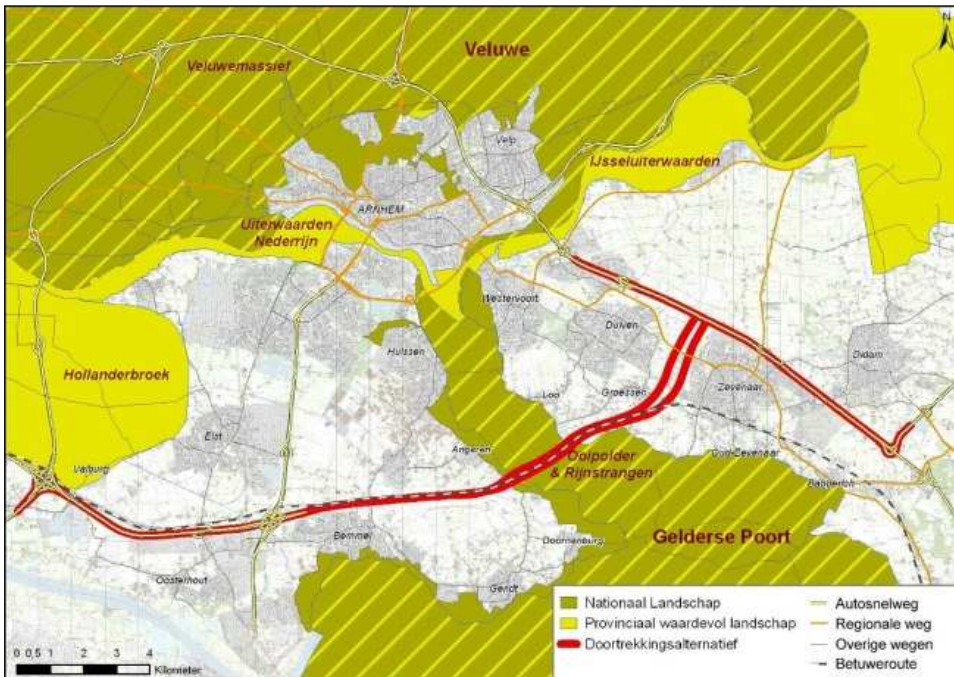 N
Veluwe
Veluwemassief
Velp
IJsseluiterwaarden
ARNHEM
Uiterwaarden
Nederrijn
Westervoort
Duiven
Didam
Huissen
Hollanderbroek
Groessen
Zevenaar
Loo
Elst
Angeren
Ooipolder
& Rijnstrangen
Oud-Zevenaar
Valburg
Babberich
Bemmel
Doornenburg
Gelderse Poort
Oosterhout
Gendt
Nationaal Landschap
Provinciaal waardevol landschap
Doortrekkingsalternatief
Autosnelweg
Regionale weg
Overige wegen
Betuweroute
0 0,5 1 2 3 4
Kilometer